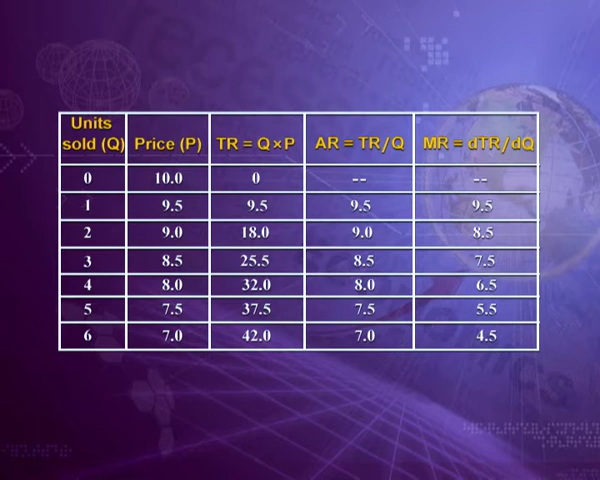 Units
sold (Q) Price (P) TR = Q×P AR = TR/Q MR = dTR/dQ
0 10.0 0 -- --
1 9.5 9.5 9.5 9.5
2 9.0 18.0 9.0 8.5
3 8.5 25.5 8.5 7.5
4 8.0 32.0 8.0 6.5
5 7.5 37.5 7.5 5.5
6 7.0 42.0 7.0 4.5